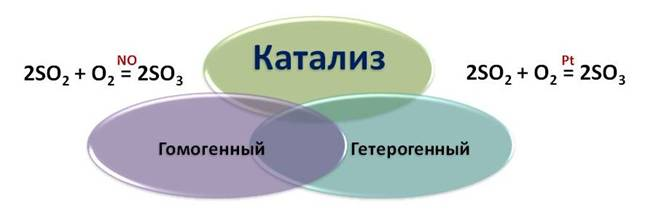 Катализ
NO
2SO₂ + O₂ = 2SO₃
Pt
2SO₂ + O₂ = 2SO₃
Гомогенный
Гетерогенный